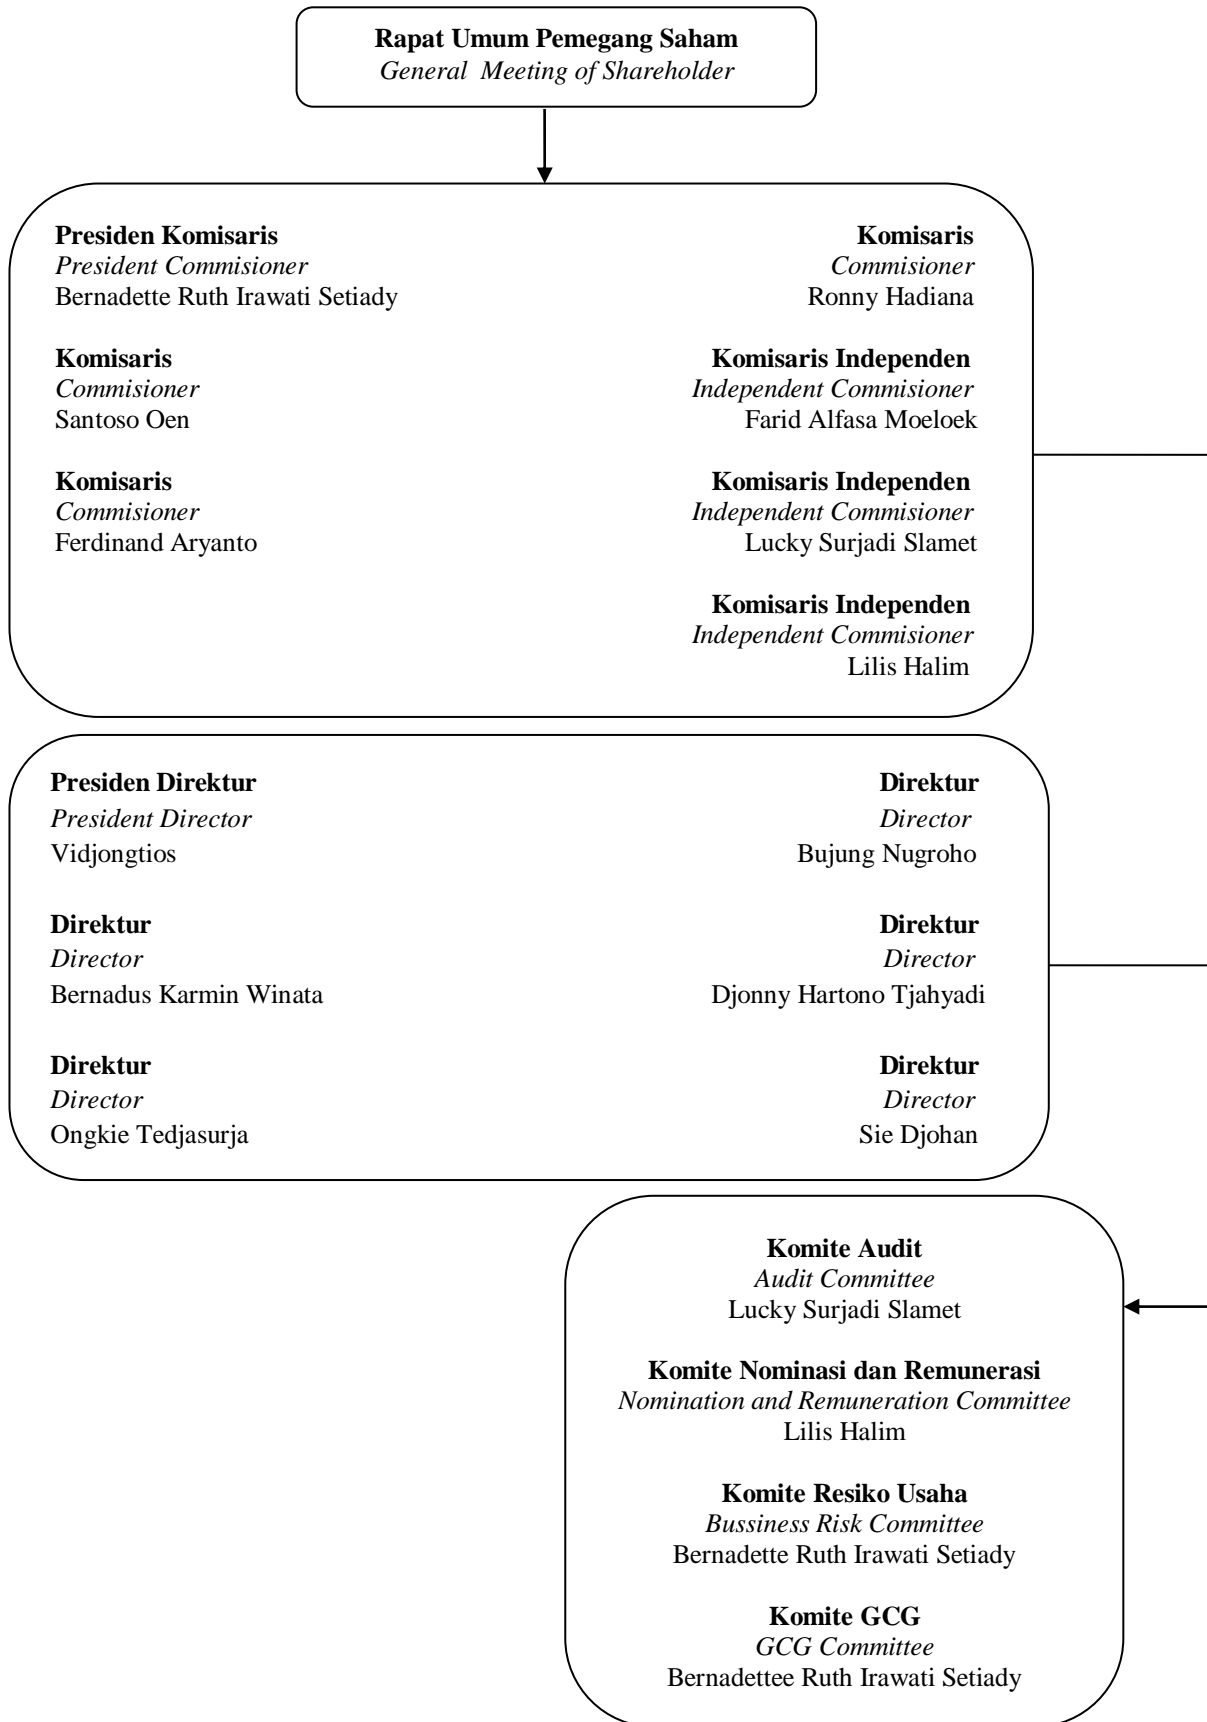 Rapat Umum Pemegang Saham
General Meeting of Shareholder
Presiden Komisaris
President Commisioner
Bernadette Ruth Irawati Setiady
Komisaris
Commisioner
Santoso Oen
Komisaris
Commisioner
Ferdinand Aryanto
Komisaris
Commisioner
Ronny Hadiana
Komisaris Independen
Independent Commisioner
Farid Alfasa Moeloek
Komisaris Independen
Independent Commisioner
Lucky Surjadi Slamet
Komisaris Independen
Independent Commisioner
Lilis Halim
Presiden Direktur
President Director
Vidjongtios
Direktur
Director
Bernadus Karmin Winata
Direktur
Director
Ongkie Tedjasurja
Direktur
Director
Bujung Nugroho
Direktur
Director
Djonny Hartono Tjahyadi
Direktur
Director
Sie Djohan
Komite Audit
Audit Committee
Lucky Surjadi Slamet
Komite Nominasi dan Remunerasi
Nomination and Remuneration Committee
Lilis Halim
Komite Resiko Usaha
Bussiness Risk Committee
Bernadette Ruth Irawati Setiady
Komite GCG
GCG Committee
Bernadettee Ruth Irawati Setiady